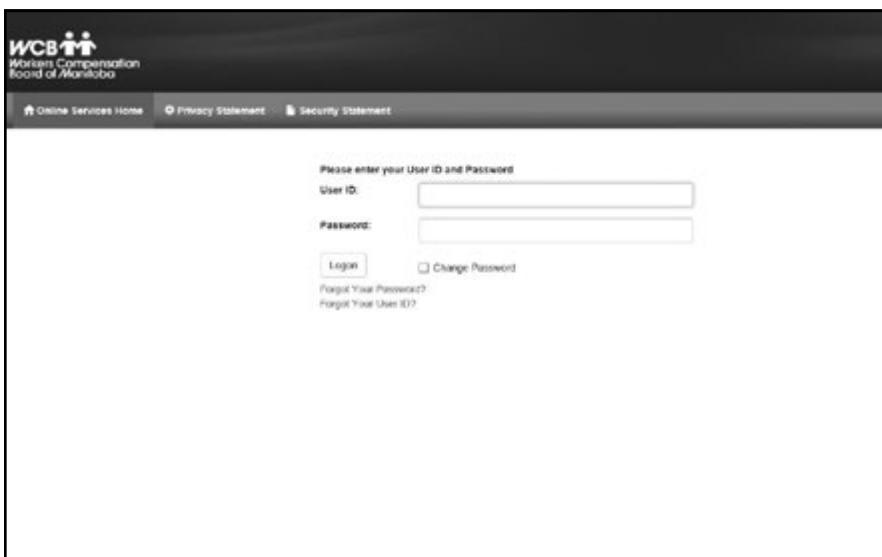 WCB
Workers Compensation
Board of Manitoba
Online Services Home Privacy Statement Security Statement
Please enter your User ID and Password
User ID:
Password:
Logon Change Password
Forgot Your Password?
Forgot Your User ID?